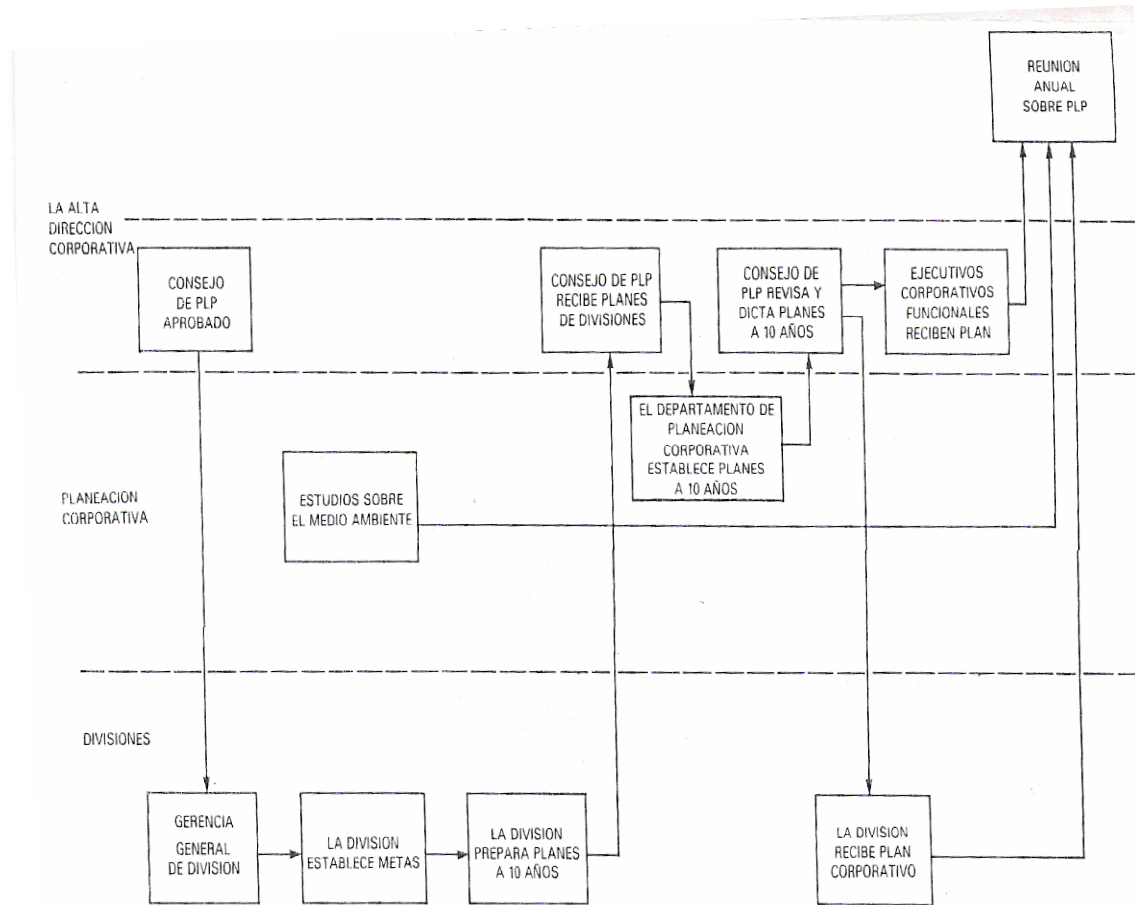 REUNION
ANUAL
SOBRE PLP
LA ALTA
DIRECCION
CORPORATIVA
CONSEJO
DE PLP
APROBADO
CONSEJO DE PLP
RECIBE PLANES
DE DIVISIONES
CONSEJO DE
PLP REVISA Y
DICTA PLANES
A 10 AÑOS
EJECUTIVOS
CORPORATIVOS
FUNCIONALES
RECIBEN PLAN
EL DEPARTAMENTO DE
PLANEACION
CORPORATIVA
ESTABLECE PLANES
A 10 AÑOS
PLANEACION
CORPORATIVA
ESTUDIOS SOBRE
EL MEDIO AMBIENTE
DIVISIONES
GERENCIA
GENERAL
DE DIVISION
LA DIVISION
ESTABLECE METAS
LA DIVISION
PREPARA PLANES
A 10 AÑOS
LA DIVISION
RECIBE PLAN
CORPORATIVO